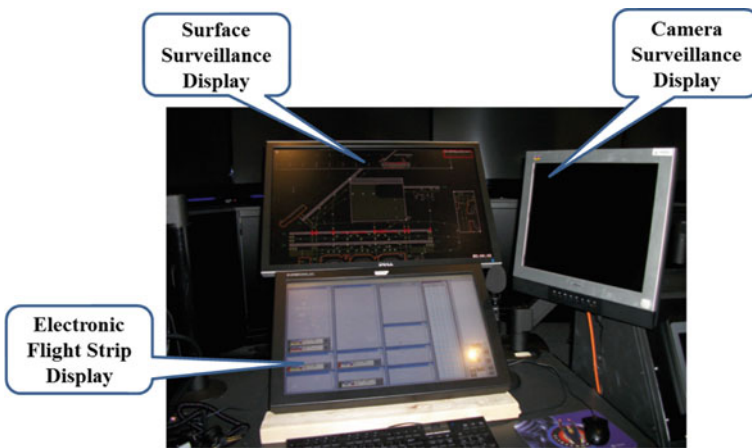 Surface
Surveillance
Display
Camera
Surveillance
Display
Electronic
Flight Strip
Display